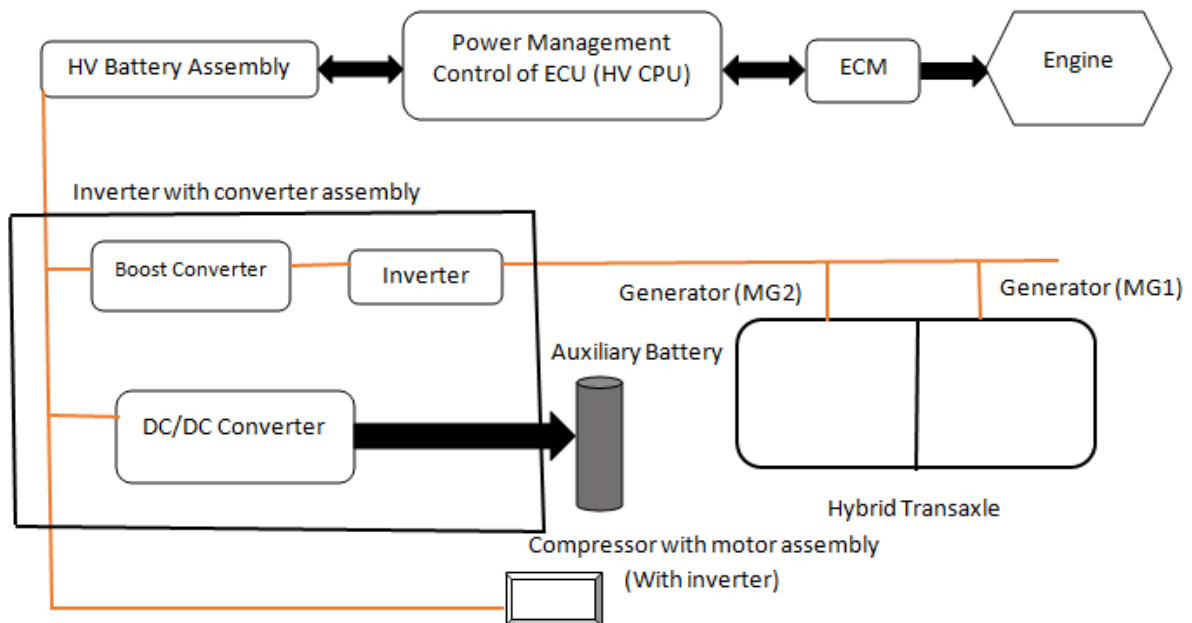 HV Battery Assembly
Power Management
Control of ECU (HV CPU)
ECM
Engine
Inverter with converter assembly
Boost Converter
Inverter
Generator (MG2)
Generator (MG1)
Auxiliary Battery
DC/DC Converter
Hybrid Transaxle
Compressor with motor assembly
(With inverter)